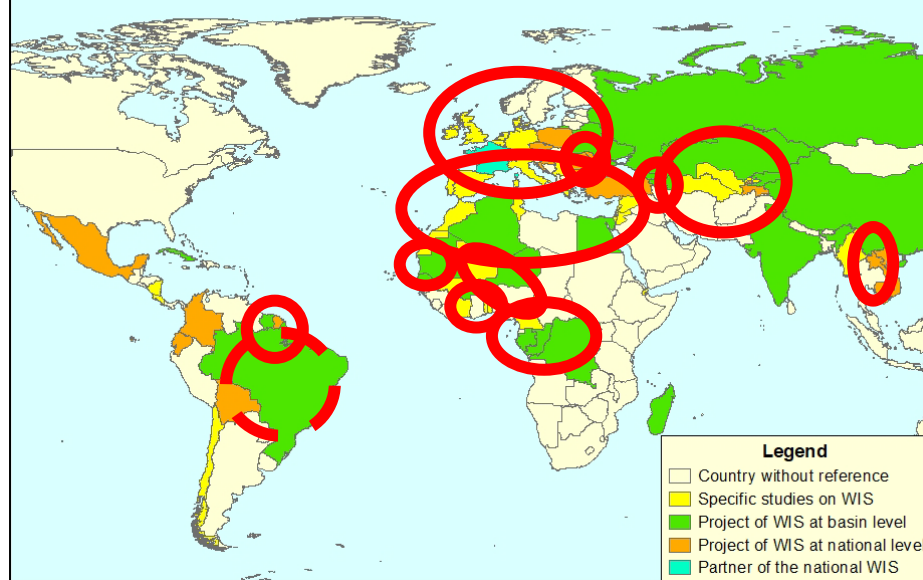 Legend
Country without reference
Specific studies on WIS
Project of WIS at basin level
Project of WIS at national level
Partner of the national WIS